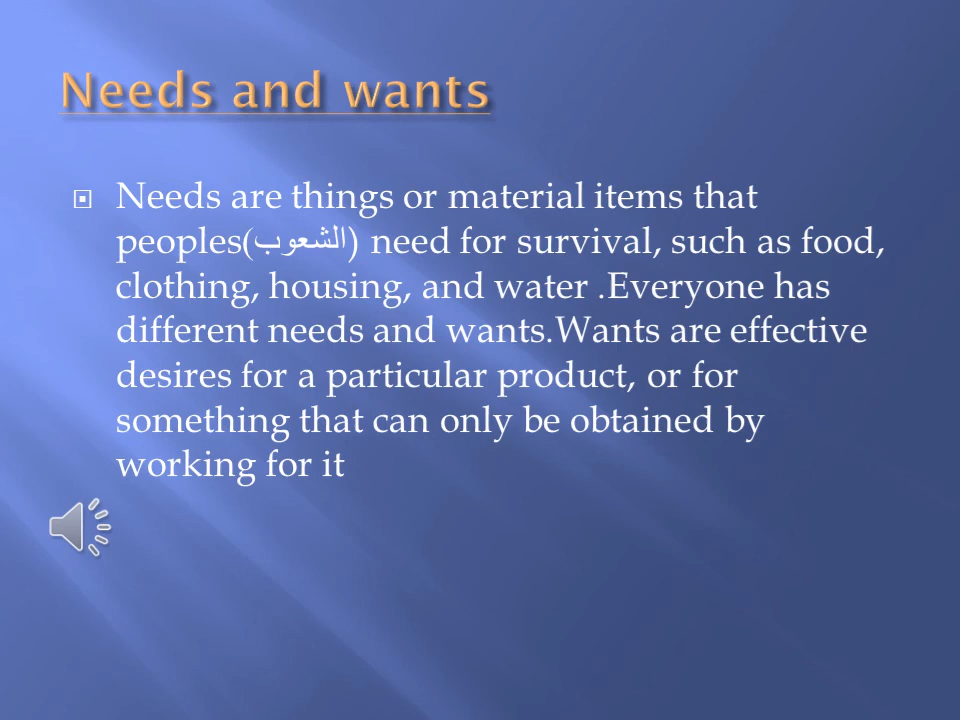 Needs and wants
Needs are things or material items that
peoples(الشعوب) need for survival, such as food,
clothing, housing, and water .Everyone has
different needs and wants.Wants are effective
desires for a particular product, or for
something that can only be obtained by
working for it